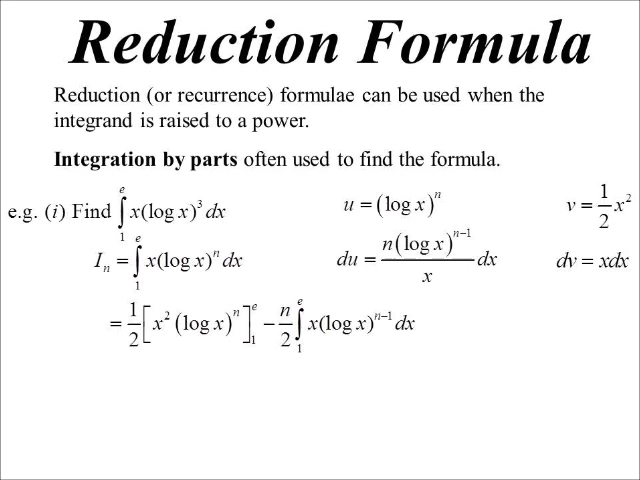 Reduction Formula
Reduction (or recurrence) formulae can be used when the
integrand is raised to a power.
Integration by parts often used to find the formula.
e.g. (i) Find ∫₁ᵉ x(log x)³ dx    u = (log x)ⁿ    v = 1/2 x²
Iₙ = ∫₁ᵉ x(log x)ⁿ dx    du = n(log x)ⁿ⁻¹/x dx    dv = xdx
= 1/2 [x² (log x)ⁿ]₁ᵉ − n/2 ∫₁ᵉ x(log x)ⁿ⁻¹ dx